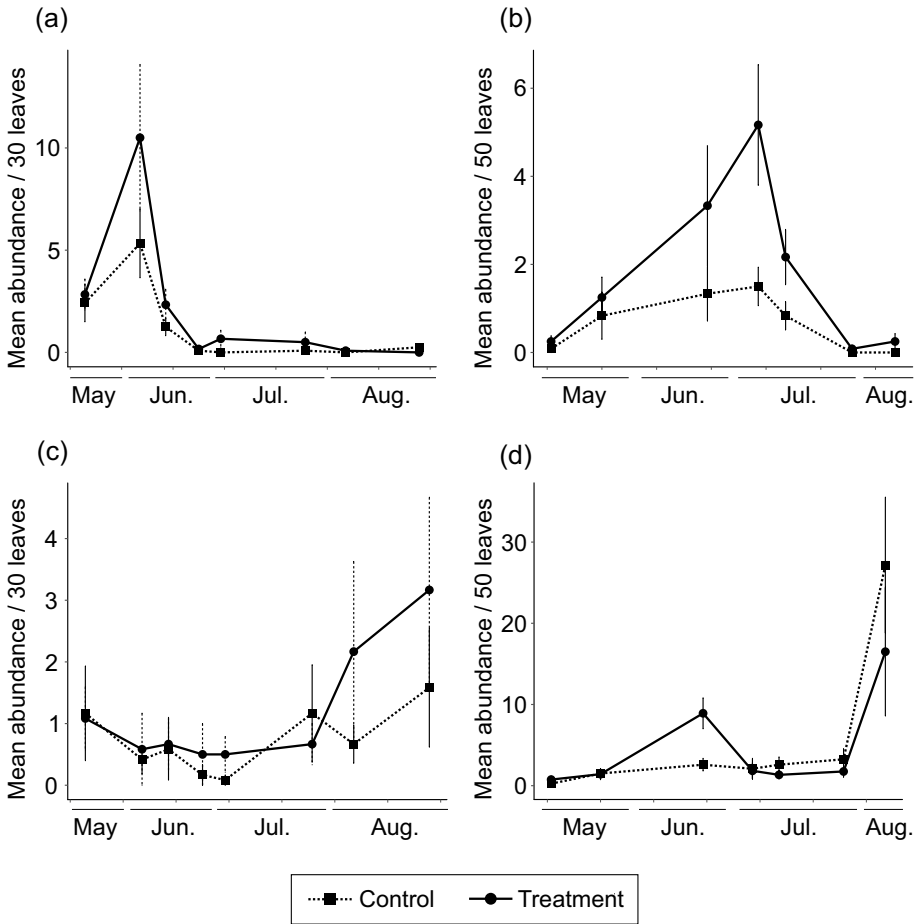 (a)
Mean abundance / 30 leaves
10
5
0
May Jun. Jul. Aug.
(b)
Mean abundance / 50 leaves
6
4
2
0
May Jun. Jul. Aug.
(c)
Mean abundance / 30 leaves
4
3
2
1
0
May Jun. Jul. Aug.
(d)
Mean abundance / 50 leaves
30
20
10
0
May Jun. Jul. Aug.
Control Treatment